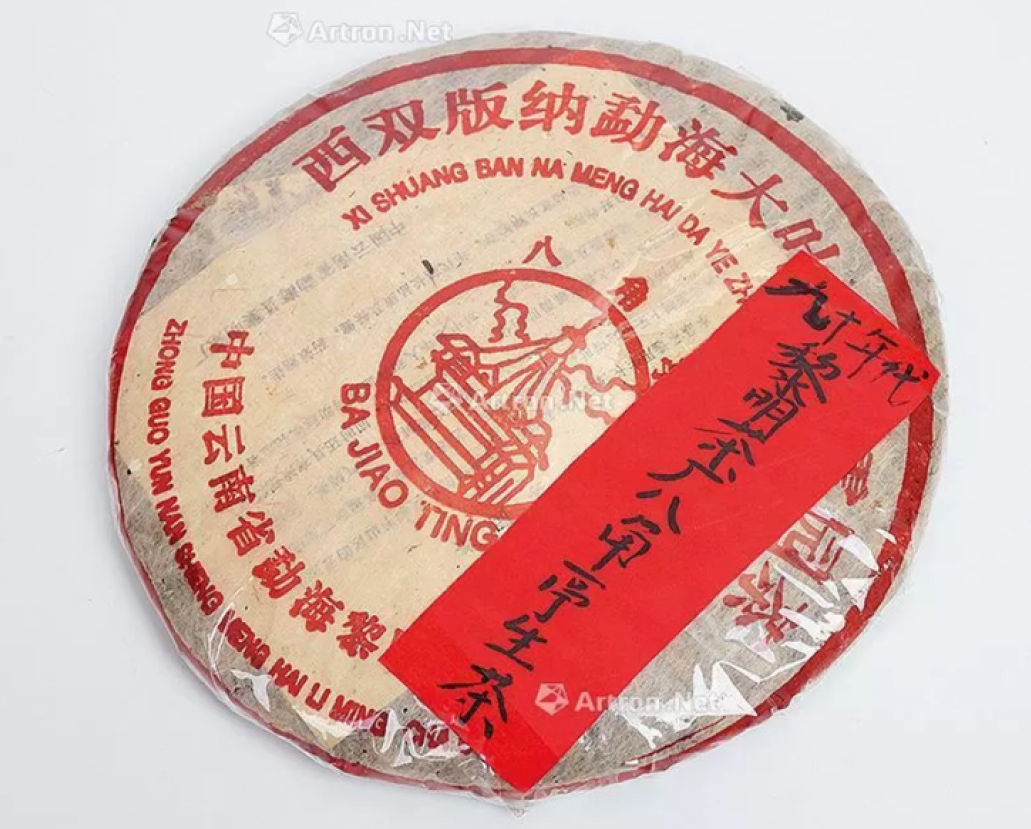 Artron.Net
西双版纳勐海大叶
XI SHUANG BAN NA MENG HAI DA YE ZH
八角
BA JIAO TING
中国云南省勐海黎
ZHONG GUO YUN NAN SHENG MENG HAI LI MING
茶
九十年代
黎明茶厂八角亭生茶
Artron.Net
Artron.Net